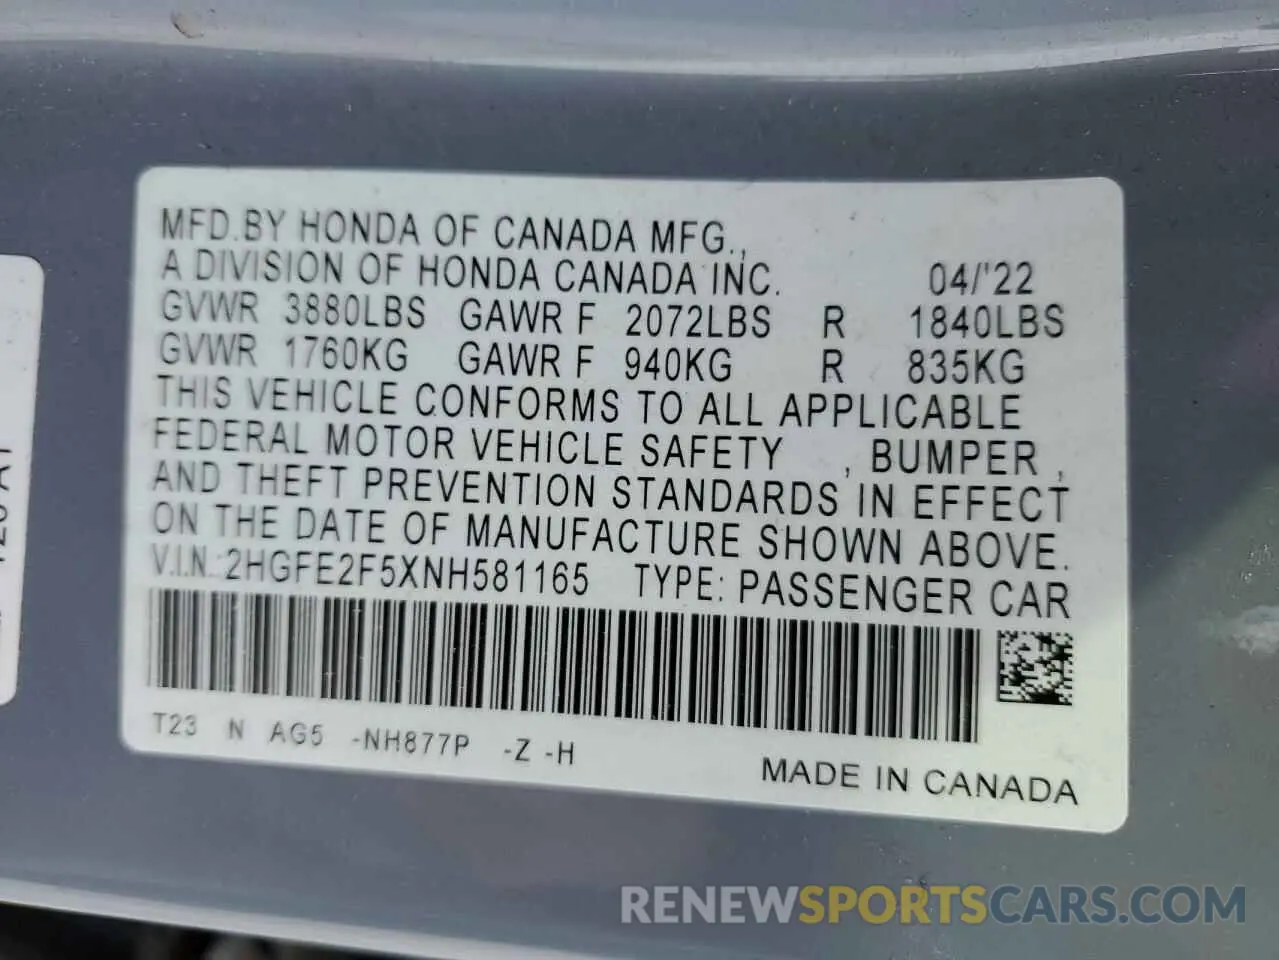 MFD.BY HONDA OF CANADA MFG.,
A DIVISION OF HONDA CANADA INC. 04/'22
GVWR 3880LBS GAWR F 2072LBS R 1840LBS
GVWR 1760KG GAWR F 940KG R 835KG
THIS VEHICLE CONFORMS TO ALL APPLICABLE
FEDERAL MOTOR VEHICLE SAFETY , BUMPER ,
AND THEFT PREVENTION STANDARDS IN EFFECT
ON THE DATE OF MANUFACTURE SHOWN ABOVE.
V.I.N. 2HGFE2F5XNH581165 TYPE: PASSENGER CAR
T23 N AG5 -NH877P -Z -H
MADE IN CANADA
RENEWSPORTSCARS.COM